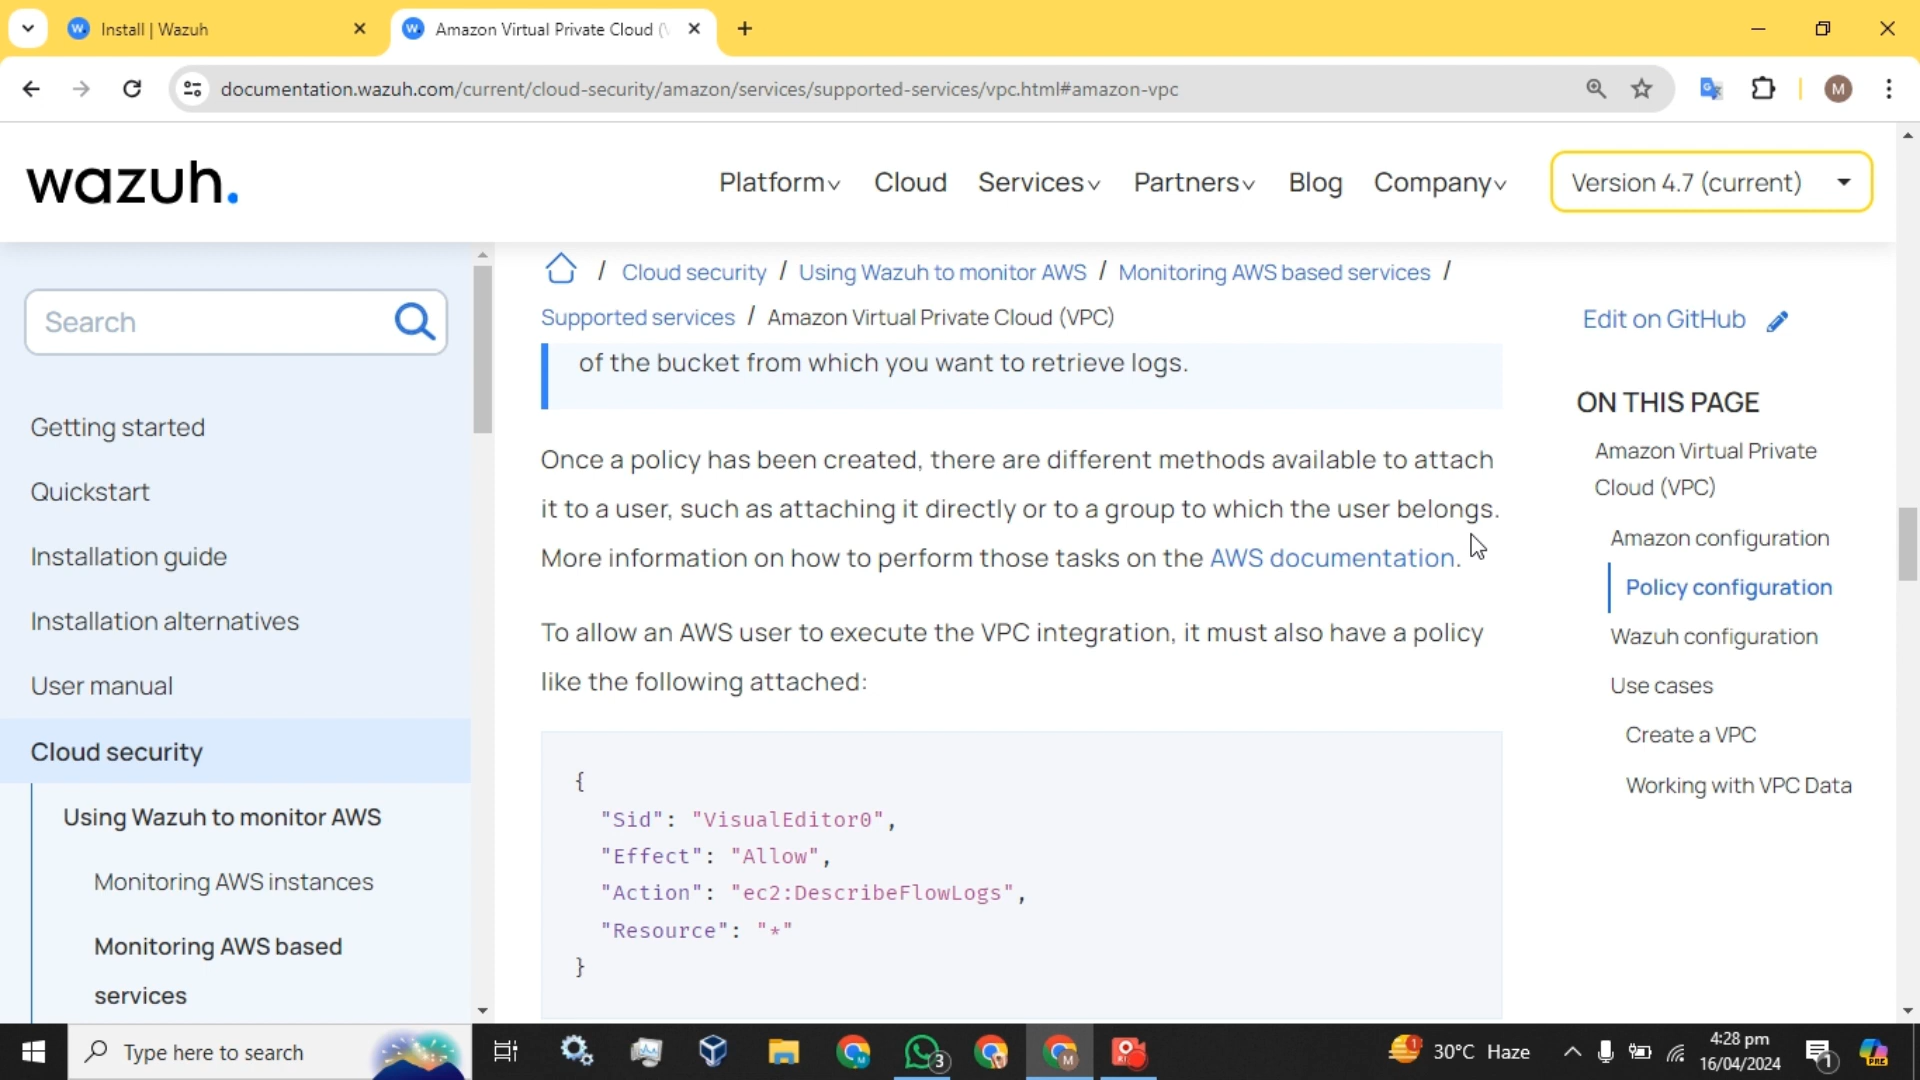 Install | Wazuh
Amazon Virtual Private Cloud (
documentation.wazuh.com/current/cloud-security/amazon/services/supported-services/vpc.html#amazon-vpc
M
wazuh.
Platform
Cloud
Services
Partners
Blog
Company
Version 4.7 (current)
Search
Getting started
Quickstart
Installation guide
Installation alternatives
User manual
Cloud security
Using Wazuh to monitor AWS
Monitoring AWS instances
Monitoring AWS based
services
/ Cloud security / Using Wazuh to monitor AWS / Monitoring AWS based services /
Supported services / Amazon Virtual Private Cloud (VPC)
of the bucket from which you want to retrieve logs.
Once a policy has been created, there are different methods available to attach
it to a user, such as attaching it directly or to a group to which the user belongs.
More information on how to perform those tasks on the AWS documentation.
To allow an AWS user to execute the VPC integration, it must also have a policy
like the following attached:
{
"Sid": "VisualEditor0",
"Effect": "Allow",
"Action": "ec2:DescribeFlowLogs",
"Resource": "*"
}
Edit on GitHub
ON THIS PAGE
Amazon Virtual Private
Cloud (VPC)
Amazon configuration
Policy configuration
Wazuh configuration
Use cases
Create a VPC
Working with VPC Data
Type here to search
3
M
1
30°C Haze
4:28 pm
16/04/2024
1
PRE